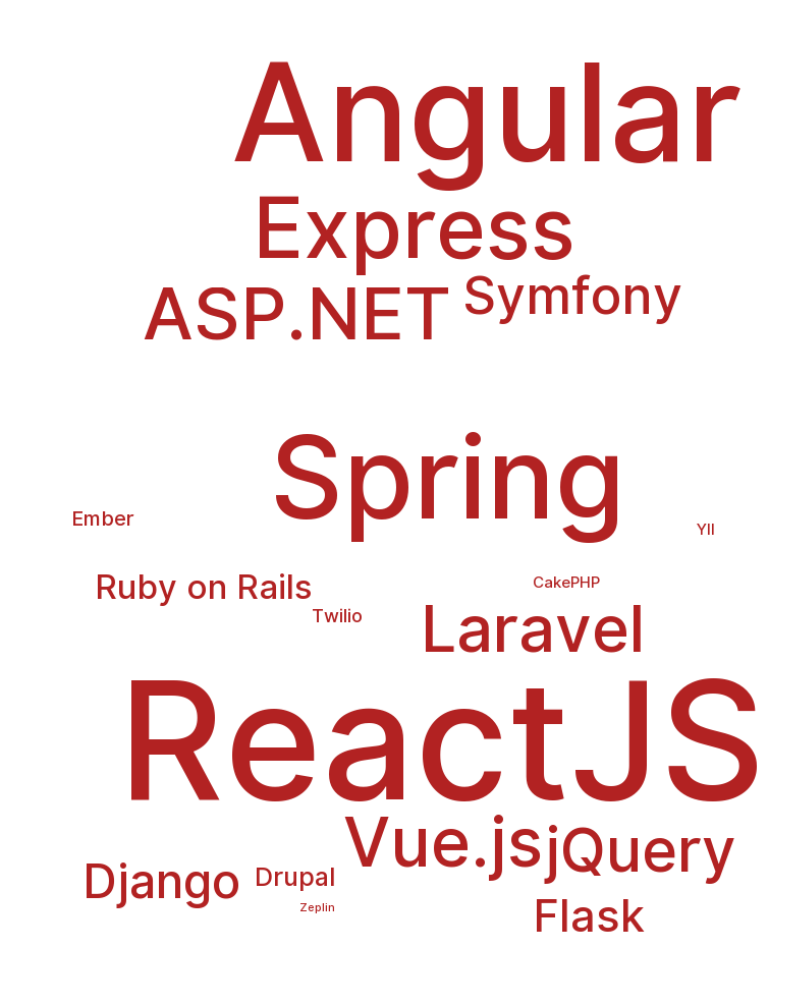 Angular
Express
ASP.NET Symfony
Spring
Ember
YII
Ruby on Rails
CakePHP
Twilio
Laravel
ReactJS
Vue.js jQuery
Django Drupal
Zeplin
Flask